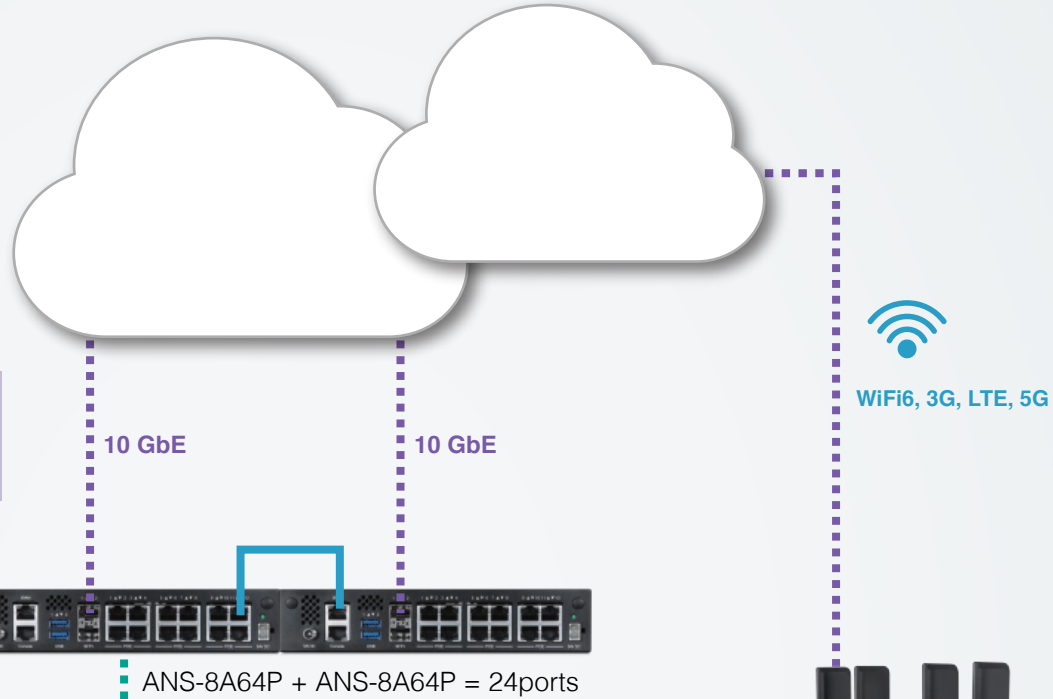 WiFi6, 3G, LTE, 5G
10 GbE
10 GbE
ANS-8A64P + ANS-8A64P = 24ports